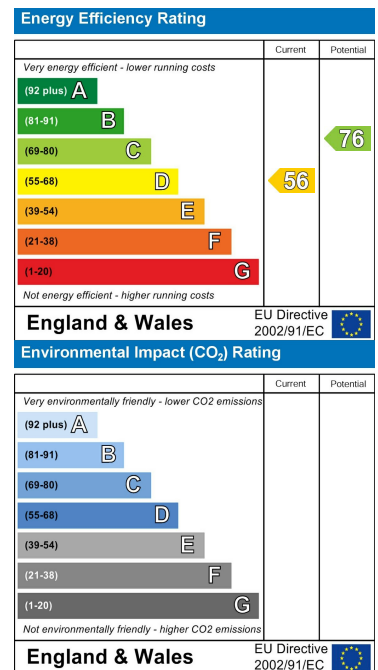 Energy Efficiency Rating
Current Potential
Very energy efficient - lower running costs
(92 plus) A
(81-91) B
(69-80) C
76
(55-68) D
56
(39-54) E
(21-38) F
(1-20) G
Not energy efficient - higher running costs
England & Wales
EU Directive
2002/91/EC
Environmental Impact (CO₂) Rating
Current Potential
Very environmentally friendly - lower CO2 emissions
(92 plus) A
(81-91) B
(69-80) C
(55-68) D
(39-54) E
(21-38) F
(1-20) G
Not environmentally friendly - higher CO2 emissions
England & Wales
EU Directive
2002/91/EC